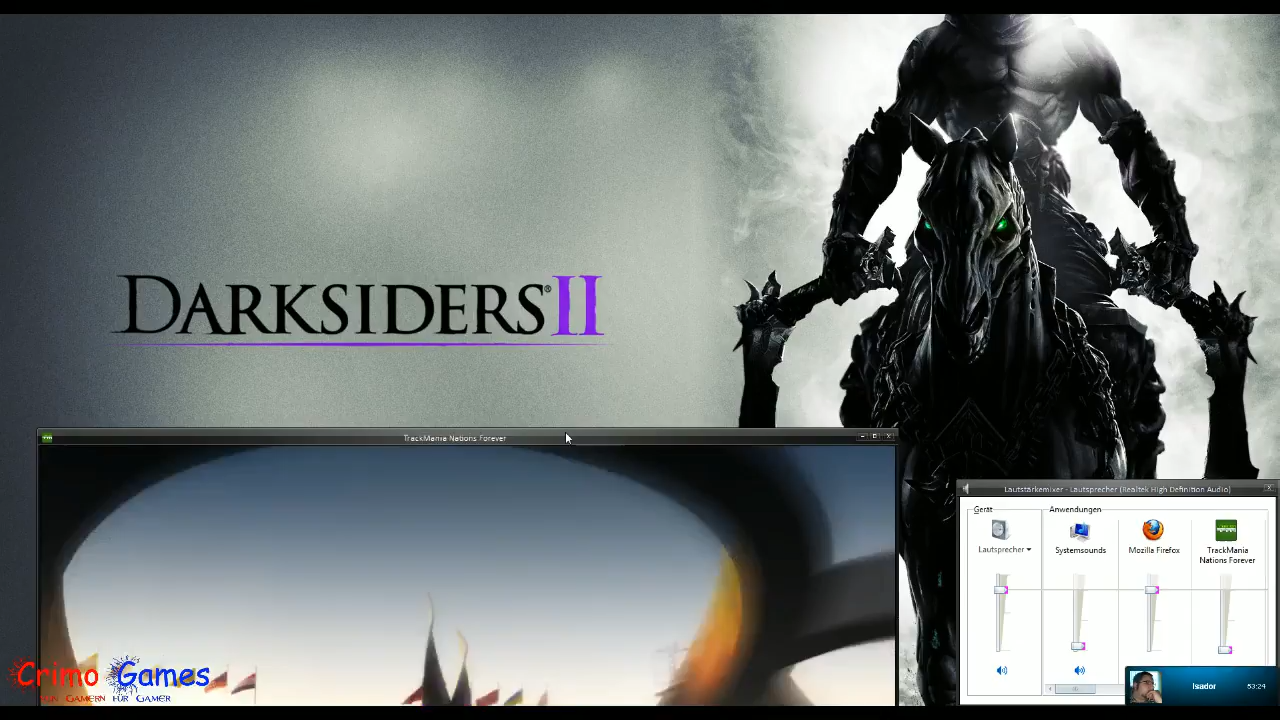 DARKSIDERS® II
TrackMania Nations Forever
Lautstärkemixer - Lautsprecher (Realtek High Definition Audio)
Gerät
Anwendungen
Lautsprecher
Systemsounds
Mozilla Firefox
TrackMania
Nations Forever
Crimo Games
VON GAMERN FÜR GAMER
Isador
53:24